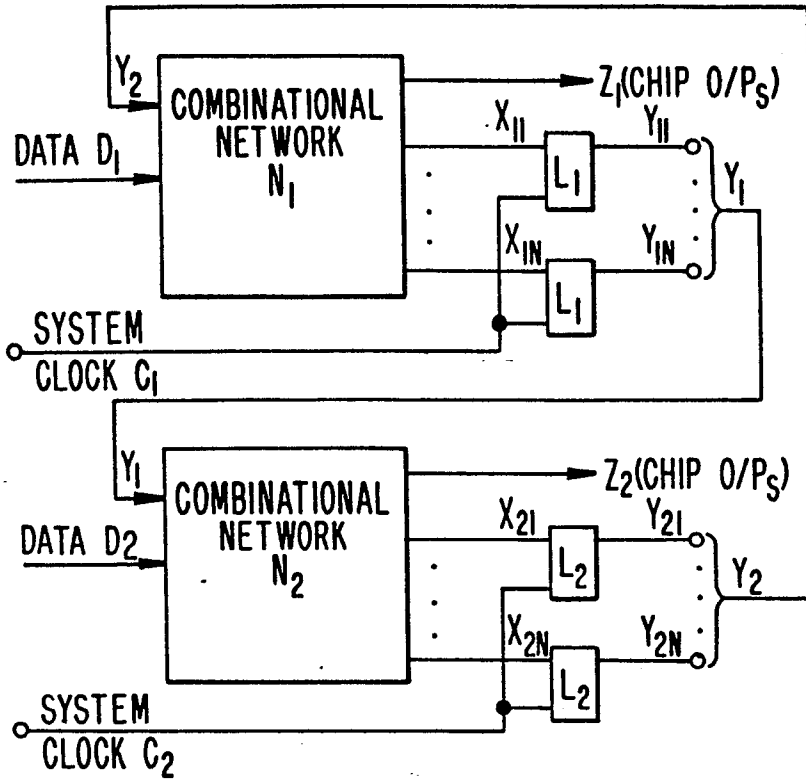 Y₂
COMBINATIONAL
NETWORK
N₁
DATA D₁
Z₁(CHIP O/Pₛ)
X₁₁
L₁
Y₁₁
Y₁
X₁N
L₁
Y₁N
SYSTEM
CLOCK C₁
Y₁
COMBINATIONAL
NETWORK
N₂
DATA D2
Z₂(CHIP O/Pₛ)
X₂₁
L₂
Y₂₁
Y₂
X₂N
L₂
Y₂N
SYSTEM
CLOCK C₂